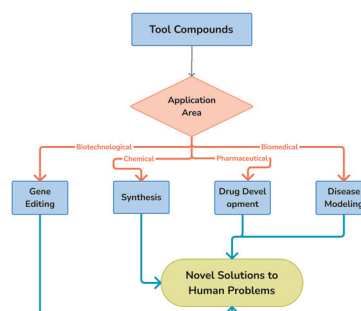 Tool Compounds
Application
Area
Biotechnological
Biomedical
Chemical
Pharmaceutical
Gene
Editing
Synthesis
Drug Devel
opment
Disease
Modeling
Novel Solutions to
Human Problems